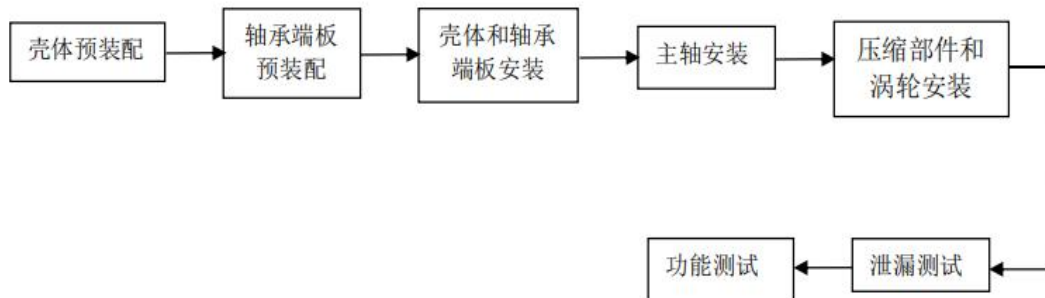 壳体预装配
轴承端板
预装配
壳体和轴承
端板安装
主轴安装
压缩部件和
涡轮安装
泄漏测试
功能测试